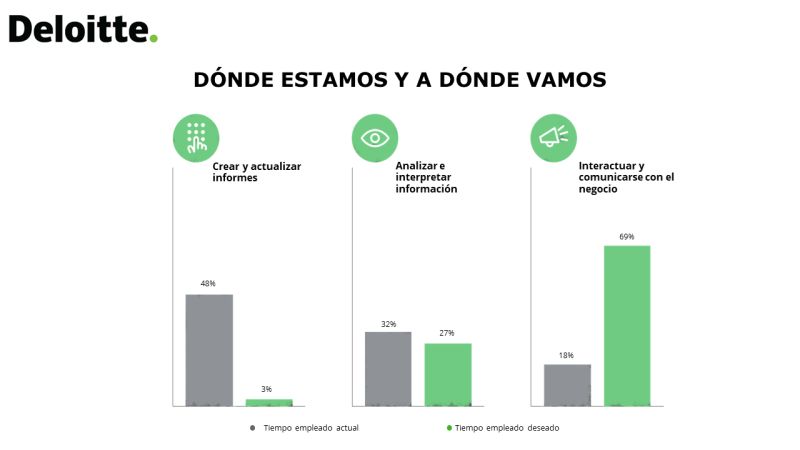 Deloitte.
DÓNDE ESTAMOS Y A DÓNDE VAMOS
Crear y actualizar
informes
48%
3%
Analizar e
interpretar
información
32%
27%
Interactuar y
comunicarse con el
negocio
18%
69%
Tiempo empleado actual
Tiempo empleado deseado